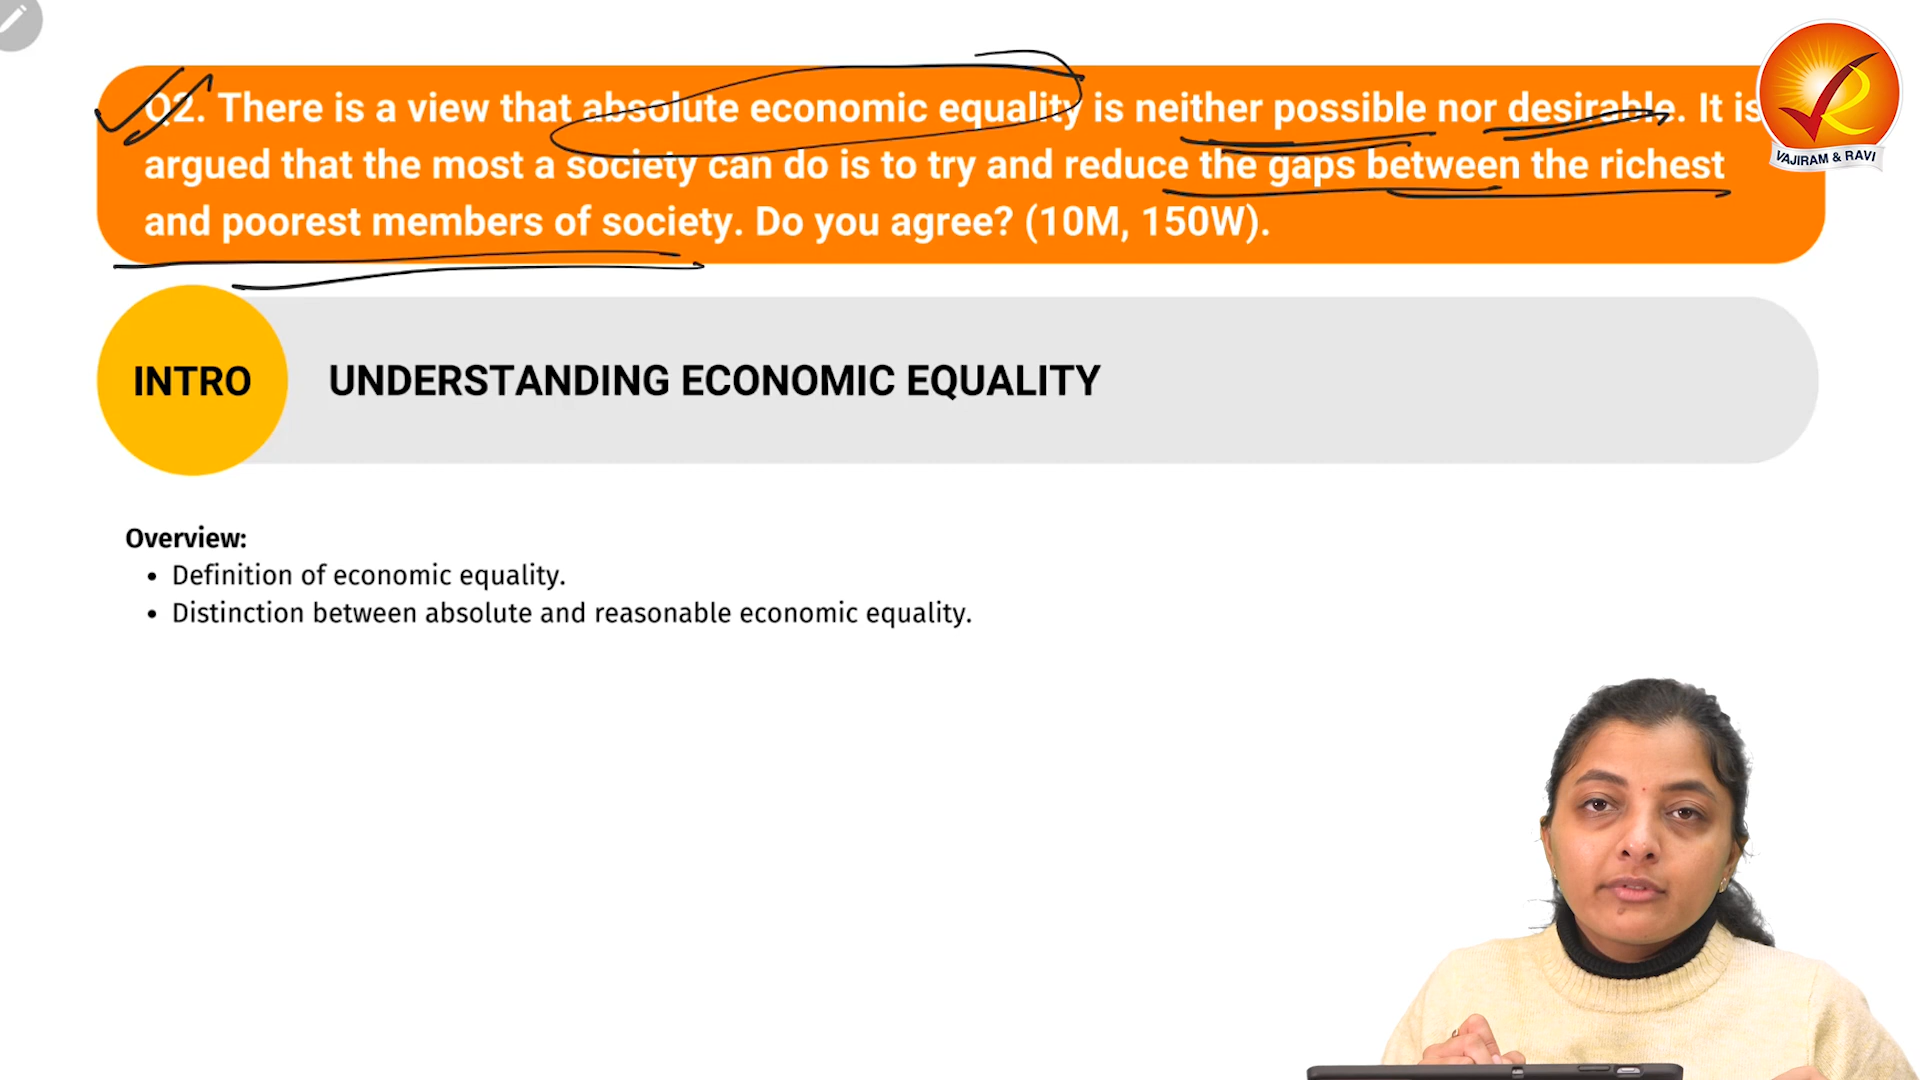 Q2. There is a view that absolute economic equality is neither possible nor desirable. It is
argued that the most a society can do is to try and reduce the gaps between the richest
and poorest members of society. Do you agree? (10M, 150W).
VAJIRAM & RAVI
INTRO
UNDERSTANDING ECONOMIC EQUALITY
Overview:
• Definition of economic equality.
• Distinction between absolute and reasonable economic equality.